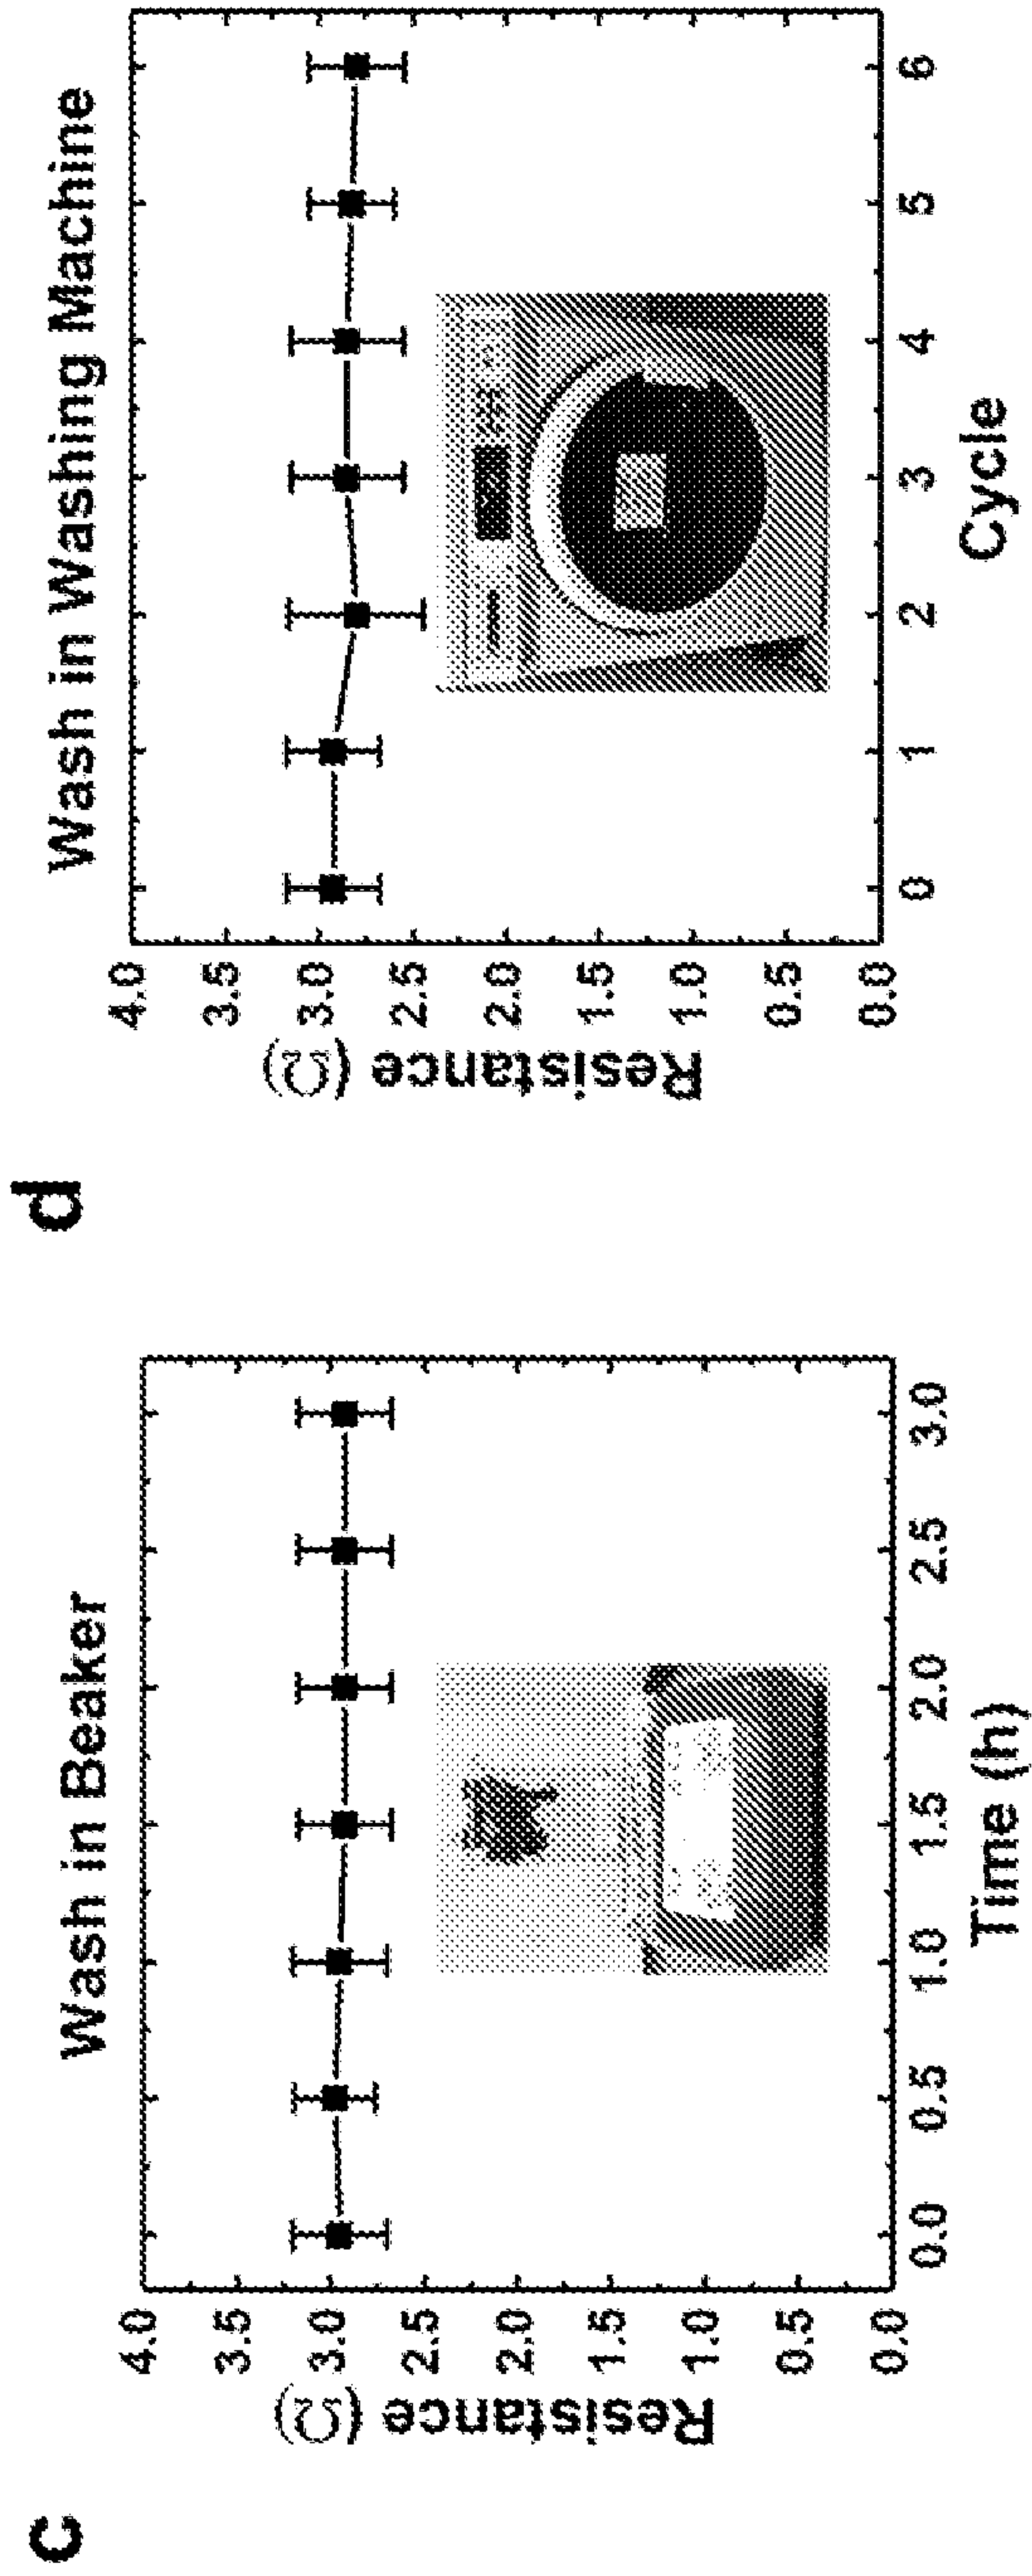 c
Wash in Beaker
Resistance (Ω)
4.0
3.5
3.0
2.5
2.0
1.5
1.0
0.5
0.0
0.0 0.5 1.0 1.5 2.0 2.5 3.0
Time (h)
d
Wash in Washing Machine
Resistance (Ω)
4.0
3.5
3.0
2.5
2.0
1.5
1.0
0.5
0.0
0 1 2 3 4 5 6
Cycle